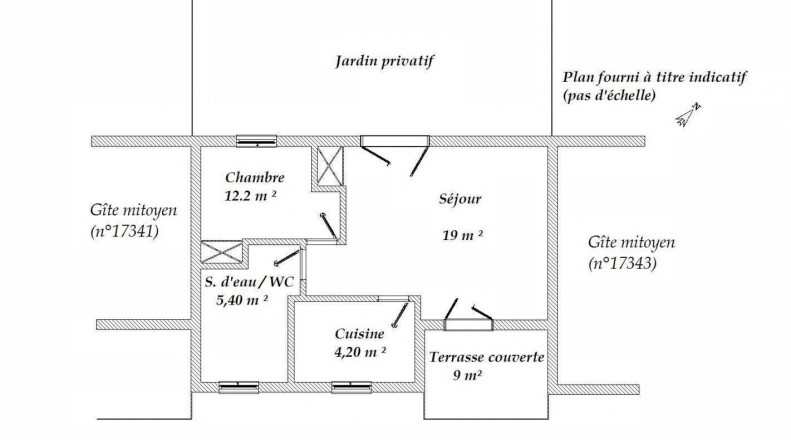 Jardin privatif
Plan fourni à titre indicatif
(pas d'échelle)
N
Chambre
12.2 m ²
Séjour
19 m ²
Gîte mitoyen
(n°17341)
Gîte mitoyen
(n°17343)
S. d'eau / WC
5,40 m ²
Cuisine
4,20 m ²
Terrasse couverte
9 m²